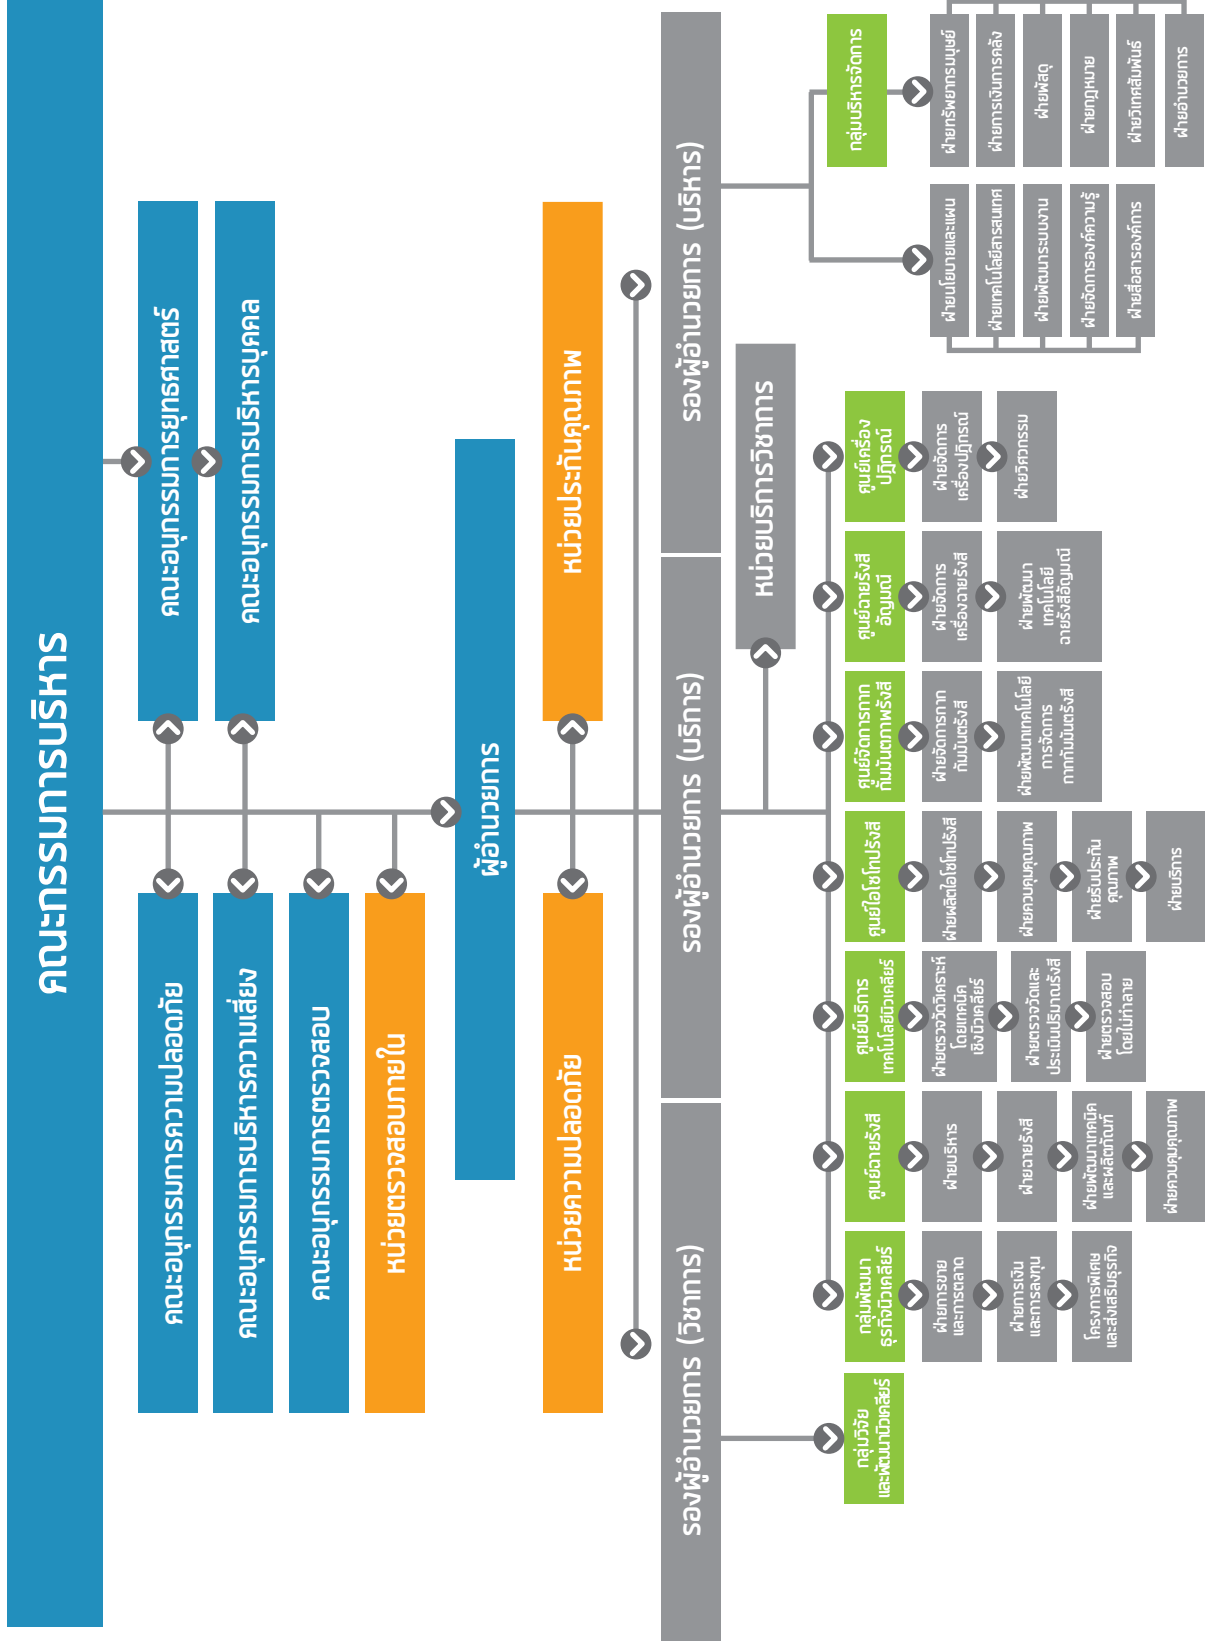 คณะกรรมการบริหาร
คณะอนุกรรมการความปลอดภัย
คณะอนุกรรมการยุทธศาสตร์
คณะอนุกรรมการบริหารความเสี่ยง
คณะอนุกรรมการบริหารบุคคล
คณะอนุกรรมการตรวจสอบ
หน่วยตรวจสอบภายใน
ผู้อำนวยการ
หน่วยความปลอดภัย
หน่วยประกันคุณภาพ
รองผู้อำนวยการ (วิชาการ)
รองผู้อำนวยการ (บริการ)
รองผู้อำนวยการ (บริหาร)
หน่วยบริการวิชาการ
กลุ่มวิจัย
และพัฒนานิวเคลียร์
กลุ่มพัฒนา
ธุรกิจนิวเคลียร์
ฝ่ายการขาย
และการตลาด
ฝ่ายการเงิน
และการลงทุน
โครงการพิเศษ
และส่งเสริมธุรกิจ
ศูนย์ฉายรังสี
ฝ่ายบริหาร
ฝ่ายฉายรังสี
ฝ่ายพัฒนาเทคนิค
และผลิตภัณฑ์
ฝ่ายควบคุมคุณภาพ
ศูนย์บริการ
เทคโนโลยีนิวเคลียร์
ฝ่ายตรวจวัดวิเคราะห์
โดยเทคนิค
เชิงนิวเคลียร์
ฝ่ายตรวจวัดและ
ประเมินปริมาณรังสี
ฝ่ายตรวจสอบ
โดยไม่ทำลาย
ศูนย์ไอโซโทปรังสี
ฝ่ายผลิตไอโซโทปรังสี
ฝ่ายควบคุมคุณภาพ
ฝ่ายรับประกัน
คุณภาพ
ฝ่ายบริการ
ศูนย์จัดการกาก
กัมมันตภาพรังสี
ฝ่ายจัดการกาก
กัมมันตรังสี
ฝ่ายพัฒนาเทคโนโลยี
การจัดการ
กากกัมมันตรังสี
ศูนย์ฉายรังสี
อัญมณี
ฝ่ายจัดการ
เครื่องฉายรังสี
ฝ่ายพัฒนา
เทคโนโลยี
ฉายรังสีอัญมณี
ศูนย์เครื่อง
ปฏิกรณ์
ฝ่ายจัดการ
เครื่องปฏิกรณ์
ฝ่ายวิศวกรรม
ฝ่ายนโยบายและแผน
ฝ่ายเทคโนโลยีสารสนเทศ
ฝ่ายพัฒนาระบบงาน
ฝ่ายจัดการองค์ความรู้
ฝ่ายสื่อสารองค์การ
กลุ่มบริหารจัดการ
ฝ่ายทรัพยากรมนุษย์
ฝ่ายการเงินการคลัง
ฝ่ายพัสดุ
ฝ่ายกฎหมาย
ฝ่ายวิเทศสัมพันธ์
ฝ่ายอำนวยการ